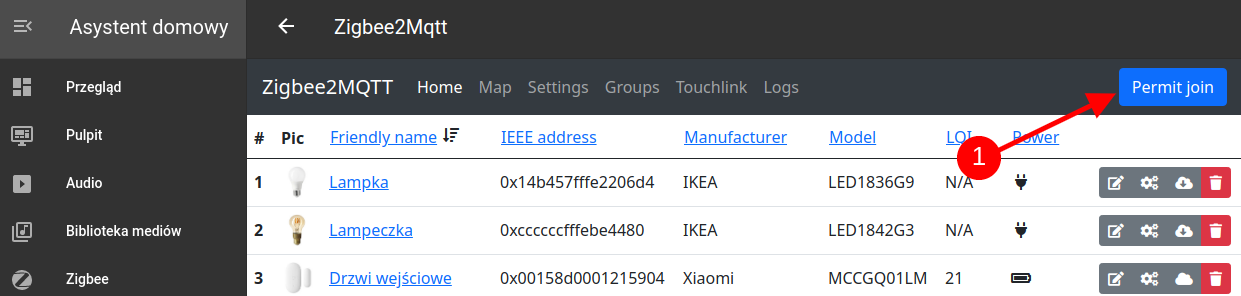 Asystent domowy
Zigbee2Mqtt
Przegląd
Pulpit
Audio
Biblioteka mediów
Zigbee
Zigbee2MQTT Home Map Settings Groups Touchlink Logs Permit join
# Pic Friendly name IEEE address Manufacturer Model LQI Power
1
1 Lampka 0x14b457fffe2206d4 IKEA LED1836G9 N/A
2 Lampeczka 0xccccccfffebe4480 IKEA LED1842G3 N/A
3 Drzwi wejściowe 0x00158d0001215904 Xiaomi MCCGQ01LM 21